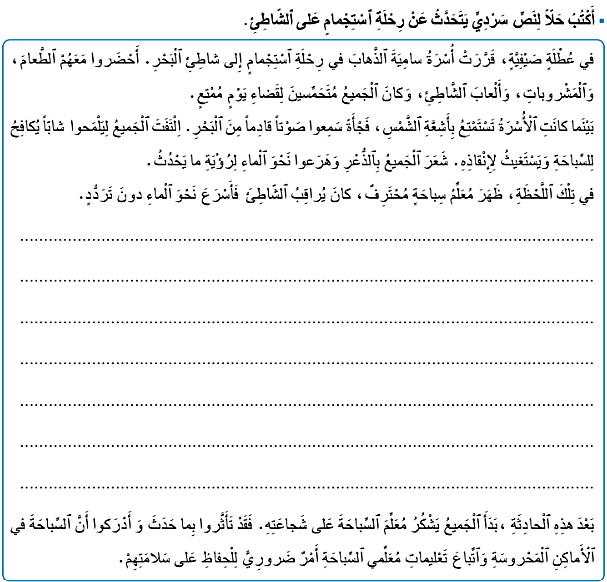 ▪ أَكْتُبُ حَلّاً لِنَصٍّ سَرْدِيٍّ يَتَحَدَّثُ عَنْ رِحْلَةِ ٱسْتِجْمامٍ عَلى ٱلشّاطِئِ.
في عُطْلَةٍ صَيْفِيَّةٍ، قَرَّرَتْ أُسْرَةُ سامِيَةَ ٱلذَّهابَ في رِحْلَةِ ٱسْتِجْمامٍ إِلى شاطِئِ ٱلْبَحْرِ. أَحْضَروا مَعَهُمْ ٱلطَّعامَ،
وَٱلْمَشْروباتِ، وَأَلْعابَ ٱلشّاطِئِ، وَكانَ ٱلْجَميعُ مُتَحَمِّسينَ لِقَضاءِ يَوْمٍ مُمْتِعٍ.
بَيْنَما كانَتِ ٱلْأُسْرَةُ تَسْتَمْتِعُ بِأَشِعَّةِ ٱلشَّمْسِ، فَجْأَةً سَمِعوا صَوْتاً قادِماً مِنَ ٱلْبَحْرِ. اِلْتَفَتَ ٱلْجَميعُ لِيَلْمَحوا شابّاً يُكافِحُ
لِلسِّباحَةِ وَيَسْتَغيثُ لِإِنْقاذِهِ. شَعَرَ ٱلْجَميعُ بِٱلذُّعْرِ وَهَرَعوا نَحْوَ ٱلْماءِ لِرُؤْيَةِ ما يَحْدُثُ.
في تِلْكَ ٱللَّحْظَةِ، ظَهَرَ مُعَلِّمُ سِباحَةٍ مُحْتَرِفٌ، كانَ يُراقِبُ ٱلشّاطِئَ فَأَسْرَعَ نَحْوَ ٱلْماءِ دونَ تَرَدُّدٍ.
بَعْدَ هذِهِ ٱلْحادِثَةِ، بَدَأَ ٱلْجَميعُ يَشْكُرُ مُعَلِّمَ ٱلسِّباحَةِ عَلى شَجاعَتِهِ. فَقَدْ تَأَثَّروا بِما حَدَثَ وَ أَدْرَكوا أَنَّ ٱلسِّباحَةَ في
ٱلْأَماكِنِ ٱلْمَحْروسَةِ وَٱتِّباعَ تَعْليماتِ مُعَلِّمي ٱلسِّباحَةِ أَمْرٌ ضَرورِيٌّ لِلْحِفاظِ عَلى سَلامَتِهِمْ.